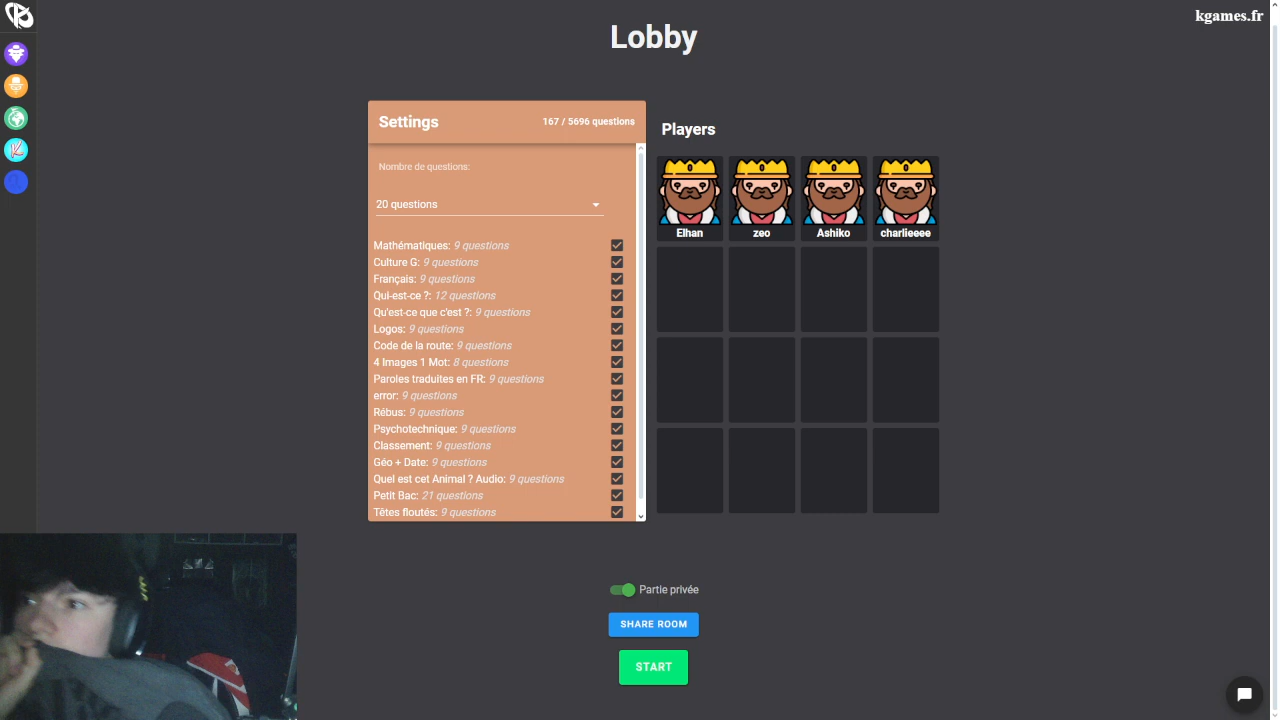 kgames.fr
Lobby
Settings
167 / 5696 questions
Nombre de questions:
20 questions
Mathématiques: 9 questions
Culture G: 9 questions
Français: 9 questions
Qui-est-ce ?: 12 questions
Qu'est-ce que c'est ?: 9 questions
Logos: 9 questions
Code de la route: 9 questions
4 Images 1 Mot: 8 questions
Paroles traduites en FR: 9 questions
error: 9 questions
Rébus: 9 questions
Psychotechnique: 9 questions
Classement: 9 questions
Géo + Date: 9 questions
Quel est cet Animal ? Audio: 9 questions
Petit Bac: 21 questions
Têtes floutés: 9 questions
Players
Elhan
zeo
Ashiko
charlieeee
Partie privée
SHARE ROOM
START